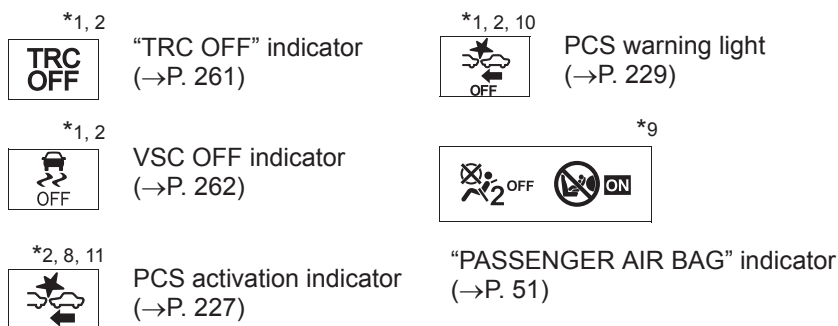 *1, 2
TRC
OFF
“TRC OFF” indicator
(→P. 261)
*1, 2
OFF
VSC OFF indicator
(→P. 262)
*2, 8, 11
PCS activation indicator
(→P. 227)
*1, 2, 10
OFF
PCS warning light
(→P. 229)
*9
2 OFF ON
“PASSENGER AIR BAG” indicator
(→P. 51)